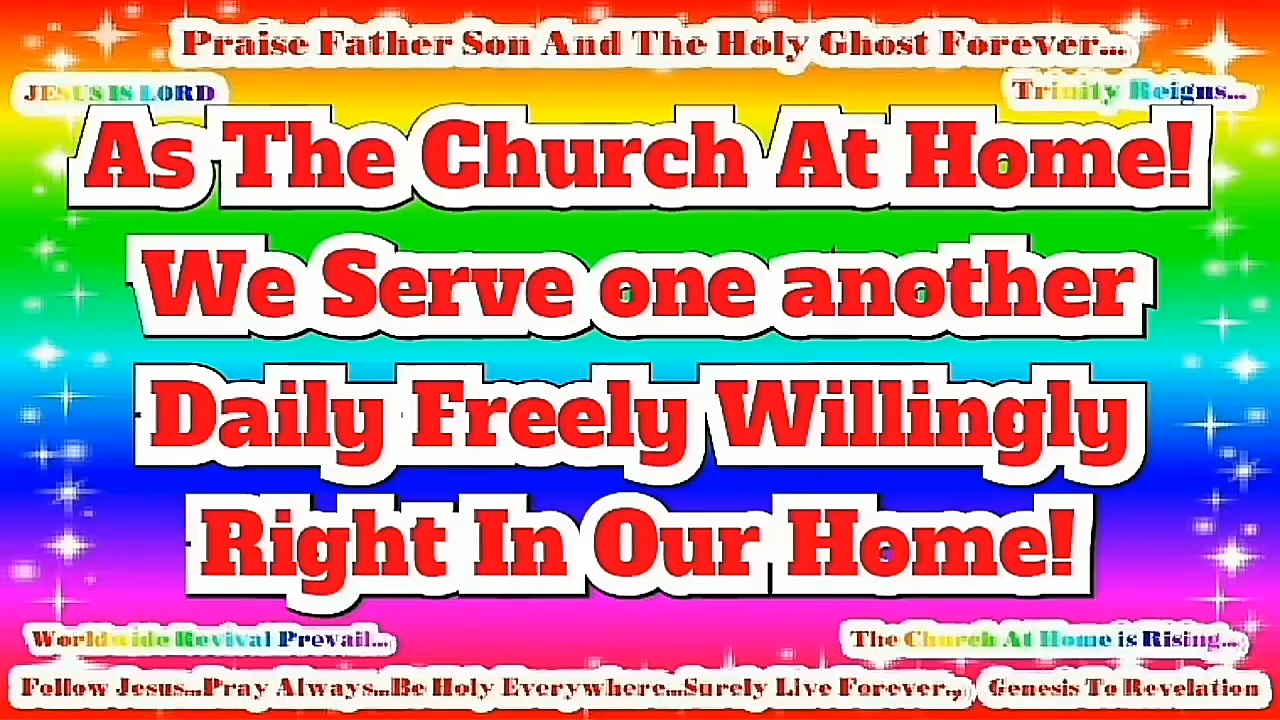 Praise Father Son And The Holy Ghost Forever...
JESUS IS LORD
Trinity Reigns...
As The Church At Home!
We Serve one another
Daily Freely Willingly
Right In Our Home!
Worldwide Revival Prevail...
The Church At Home is Rising...
Follow Jesus...Pray Always...Be Holy Everywhere...Surely Live Forever.,, Genesis To Revelation